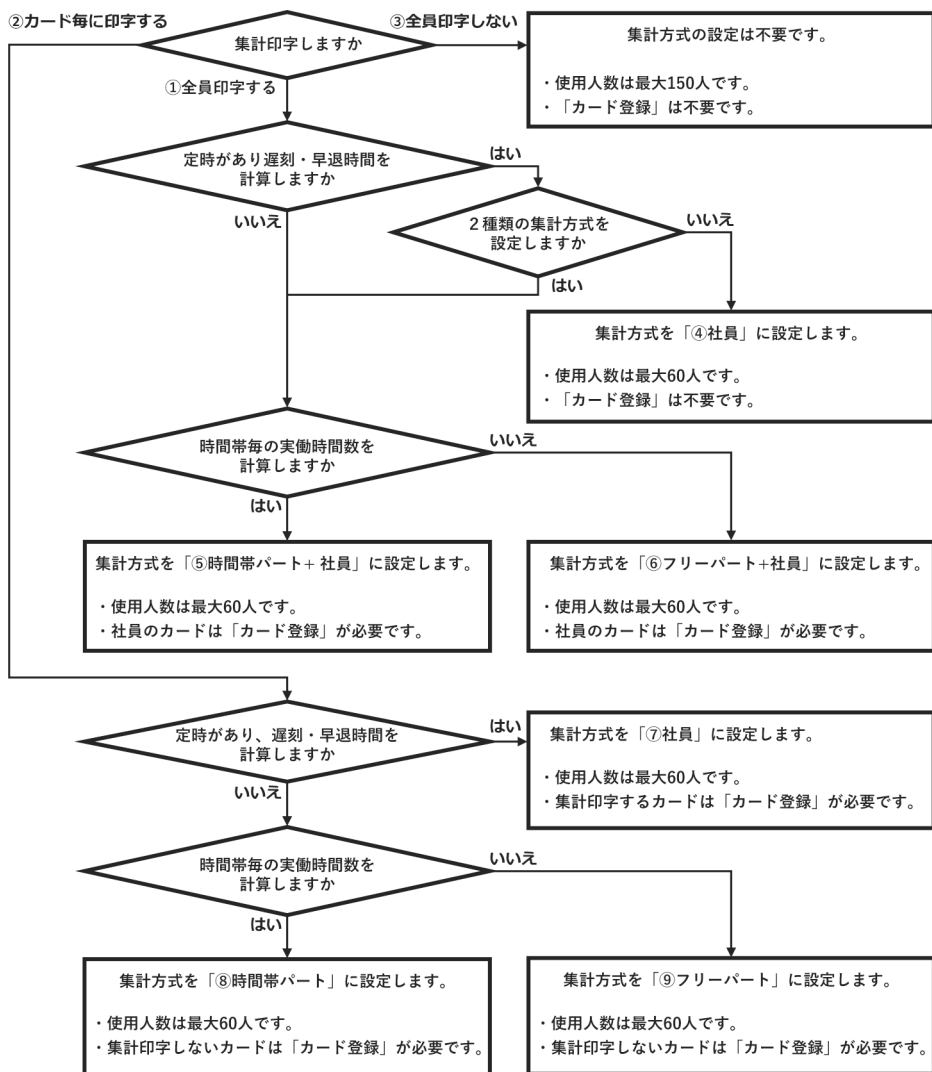 ②カード毎に印字する
集計印字しますか
③全員印字しない
集計方式の設定は不要です。
・使用人数は最大150人です。
・「カード登録」は不要です。
①全員印字する
定時があり遅刻・早退時間を
計算しますか
はい
いいえ
2種類の集計方式を
設定しますか
いいえ
はい
集計方式を「④社員」に設定します。
・使用人数は最大60人です。
・「カード登録」は不要です。
時間帯毎の実働時間数を
計算しますか
いいえ
はい
集計方式を「⑤時間帯パート+ 社員」に設定します。
・使用人数は最大60人です。
・社員のカードは「カード登録」が必要です。
集計方式を「⑥フリーパート+社員」に設定します。
・使用人数は最大60人です。
・社員のカードは「カード登録」が必要です。
定時があり、遅刻・早退時間を
計算しますか
はい
いいえ
集計方式を「⑦社員」に設定します。
・使用人数は最大60人です。
・集計印字するカードは「カード登録」が必要です。
時間帯毎の実働時間数を
計算しますか
いいえ
はい
集計方式を「⑧時間帯パート」に設定します。
・使用人数は最大60人です。
・集計印字しないカードは「カード登録」が必要です。
集計方式を「⑨フリーパート」に設定します。
・使用人数は最大60人です。
・集計印字しないカードは「カード登録」が必要です。